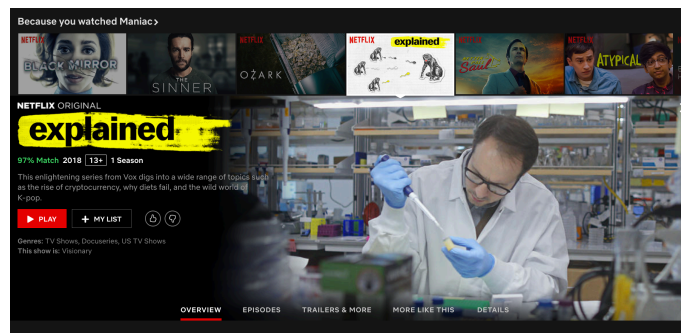 Because you watched Maniac >
NETFLIX
BLACK MIRROR
THE
SINNER
NETFLIX
OZARK
NETFLIX
explained
NETFLIX
Saul
NETFLIX
ATYPICAL
NETFLIX ORIGINAL
explained
97% Match 2018 13+ 1 Season
This enlightening series from Vox digs into a wide range of topics such
as the rise of cryptocurrency, why diets fail, and the wild world of
K-pop.
PLAY + MY LIST
Genres: TV Shows, Docuseries, US TV Shows
This show is: Visionary
OVERVIEW EPISODES TRAILERS & MORE MORE LIKE THIS DETAILS